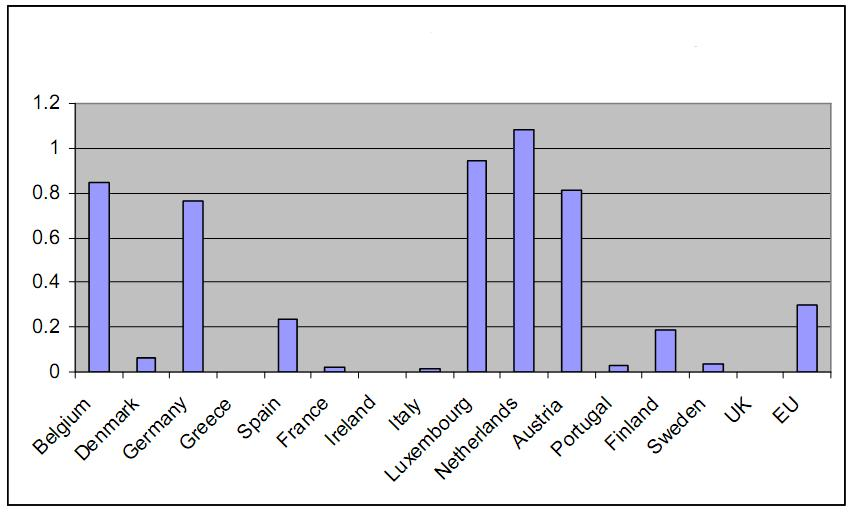 1.2
1
0.8
0.6
0.4
0.2
0
Belgium
Denmark
Germany
Greece
Spain
France
Ireland
Italy
Luxembourg
Netherlands
Austria
Portugal
Finland
Sweden
UK
EU